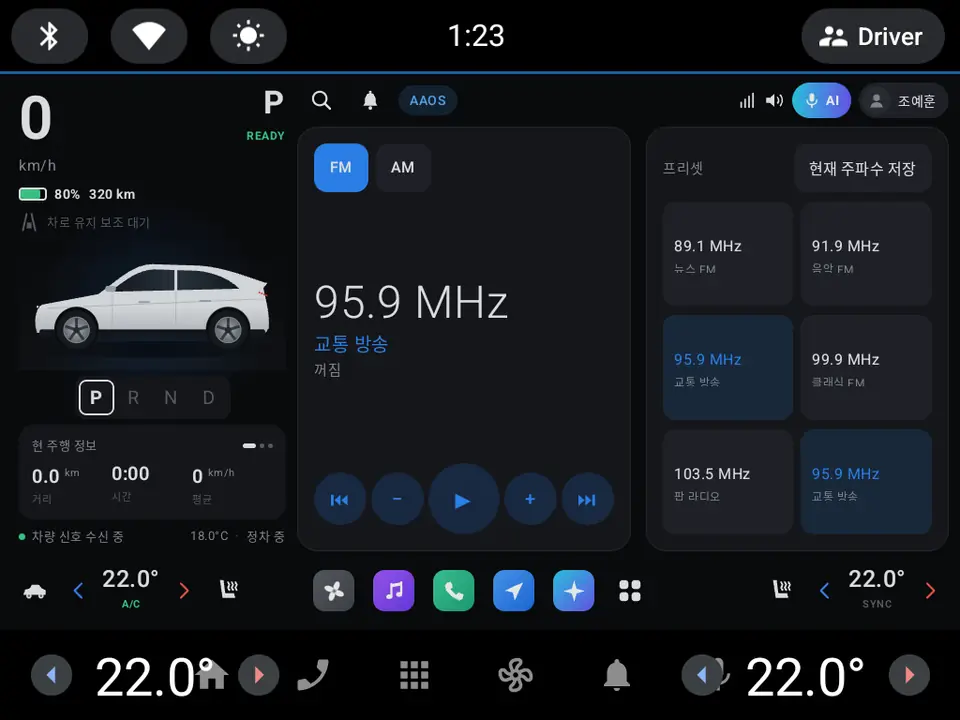 1:23
Driver
0
P
READY
km/h
80% 320 km
차로 유지 보조 대기
P R N D
현 주행 정보
0.0 km
거리
0:00
시간
0 km/h
평균
차량 신호 수신 중
18.0°C · 정차 중
AAOS
AI
조예훈
FM
AM
95.9 MHz
교통 방송
꺼짐
프리셋
현재 주파수 저장
89.1 MHz
뉴스 FM
91.9 MHz
음악 FM
95.9 MHz
교통 방송
99.9 MHz
클래식 FM
103.5 MHz
팝 라디오
95.9 MHz
교통 방송
22.0°
A/C
22.0°
SYNC
22.0°
22.0°